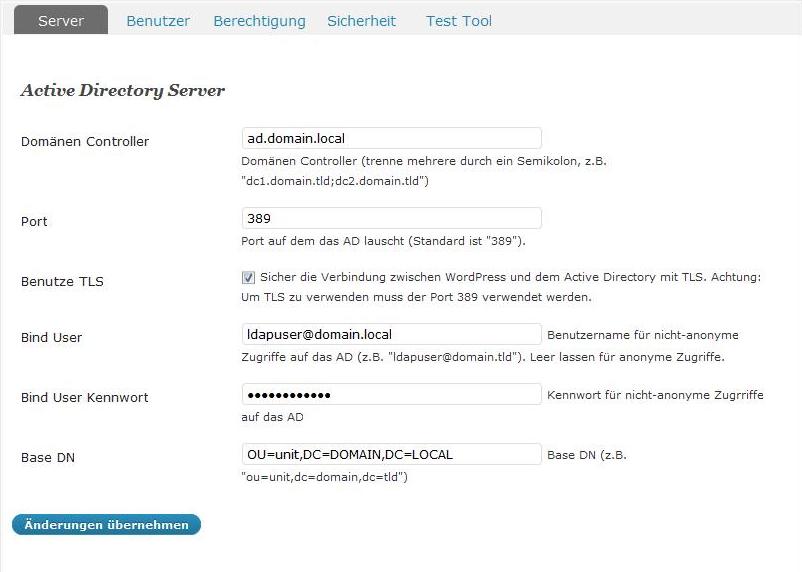 Server Benutzer Berechtigung Sicherheit Test Tool
Active Directory Server
Domänen Controller ad.domain.local
Domänen Controller (trenne mehrere durch ein Semikolon, z.B.
"dc1.domain.tld;dc2.domain.tld")
Port 389
Port auf dem das AD lauscht (Standard ist "389").
Benutze TLS Sicher die Verbindung zwischen WordPress und dem Active Directory mit TLS. Achtung:
Um TLS zu verwenden muss der Port 389 verwendet werden.
Bind User ldapuser@domain.local Benutzername für nicht-anonyme
Zugriffe auf das AD (z.B. "ldapuser@domain.tld"). Leer lassen für anonyme Zugriffe.
Bind User Kennwort ●●●●●●●●●●●● Kennwort für nicht-anonyme Zugrriffe
auf das AD
Base DN OU=unit,DC=DOMAIN,DC=LOCAL Base DN (z.B.
"ou=unit,dc=domain,dc=tld")
Änderungen übernehmen